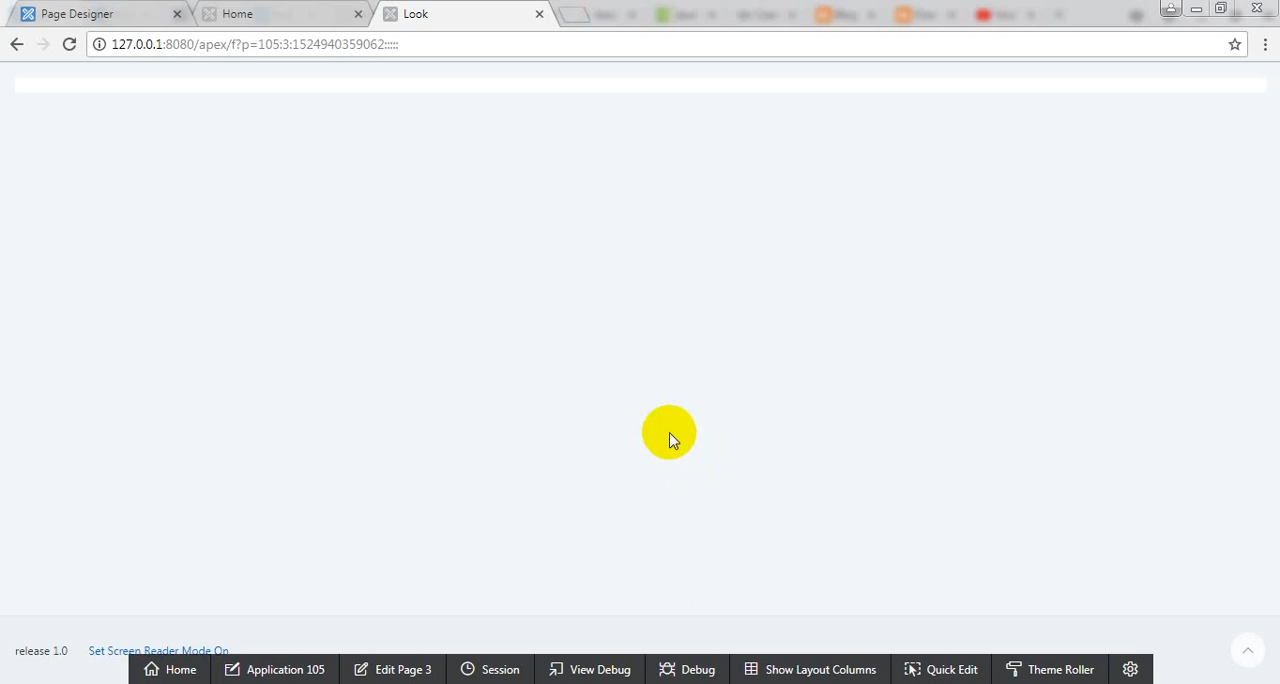 Page Designer
Home
Look
127.0.0.1:8080/apex/f?p=105:3:1524940359062:::::
release 1.0
Set Screen Reader Mode On
Home
Application 105
Edit Page 3
Session
View Debug
Debug
Show Layout Columns
Quick Edit
Theme Roller